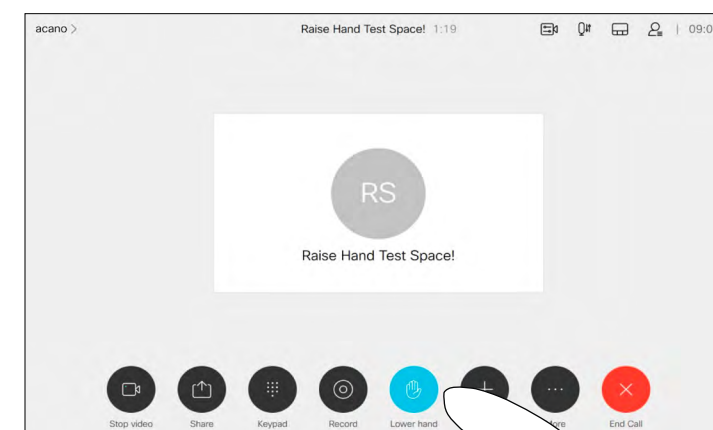 acano >
Raise Hand Test Space! 1:19
09:0
RS
Raise Hand Test Space!
Stop video
Share
Keypad
Record
Lower hand
End Call